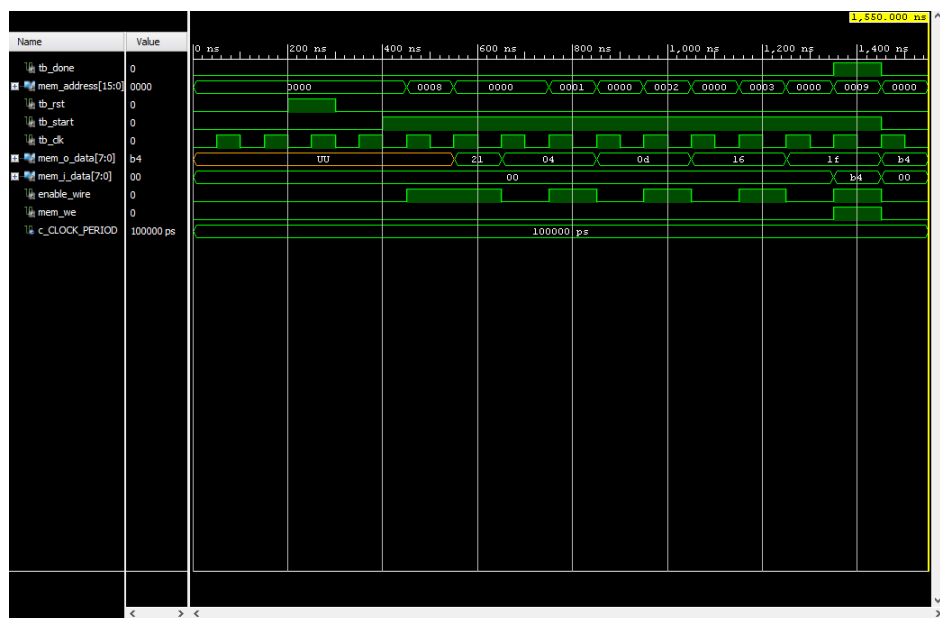 1,550.000 ns
Name Value
0 ns 200 ns 400 ns 600 ns 800 ns 1,000 ns 1,200 ns 1,400 ns
tb_done 0
mem_address[15:0] 0000 0000 0008 0000 0001 0000 0002 0000 0003 0000 0009 0000
tb_rst 0
tb_start 0
tb_clk 0
mem_o_data[7:0] b4 UU 21 04 0d 16 1f b4
mem_i_data[7:0] 00 00 b4 00
enable_wire 0
mem_we 0
c_CLOCK_PERIOD 100000 ps 100000 ps